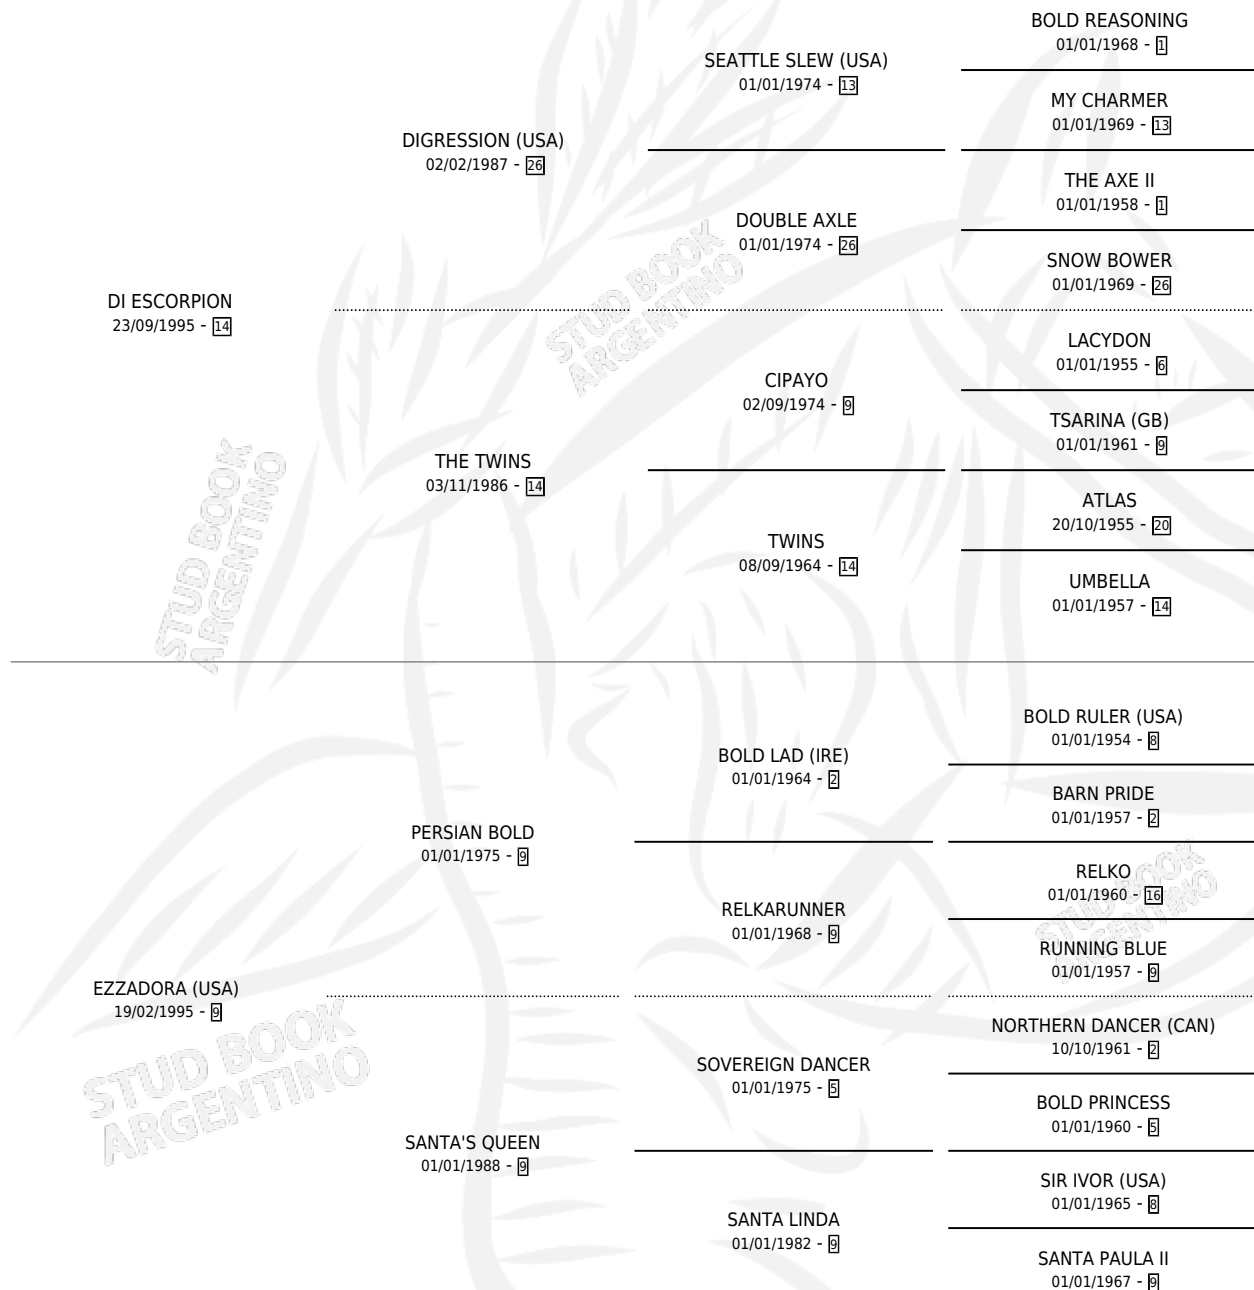 BOLD REASONING
01/01/1968 - 1
SEATTLE SLEW (USA)
01/01/1974 - 13
MY CHARMER
01/01/1969 - 13
DIGRESSION (USA)
02/02/1987 - 26
THE AXE II
01/01/1958 - 1
DOUBLE AXLE
01/01/1974 - 26
SNOW BOWER
01/01/1969 - 26
DI ESCORPION
23/09/1995 - 14
LACYDON
01/01/1955 - 6
CIPAYO
02/09/1974 - 9
TSARINA (GB)
01/01/1961 - 9
THE TWINS
03/11/1986 - 14
ATLAS
20/10/1955 - 20
TWINS
08/09/1964 - 14
UMBELLA
01/01/1957 - 14
BOLD RULER (USA)
01/01/1954 - 8
BOLD LAD (IRE)
01/01/1964 - 2
BARN PRIDE
01/01/1957 - 2
PERSIAN BOLD
01/01/1975 - 9
RELKO
01/01/1960 - 16
RELKARUNNER
01/01/1968 - 9
RUNNING BLUE
01/01/1957 - 9
EZZADORA (USA)
19/02/1995 - 9
NORTHERN DANCER (CAN)
10/10/1961 - 2
SOVEREIGN DANCER
01/01/1975 - 5
BOLD PRINCESS
01/01/1960 - 5
SANTA'S QUEEN
01/01/1988 - 9
SIR IVOR (USA)
01/01/1965 - 8
SANTA LINDA
01/01/1982 - 9
SANTA PAULA II
01/01/1967 - 9
STUD BOOK
ARGENTINO
STUD BOOK
ARGENTINO
STUD BOOK
ARGENTINO
STUD BOOK
ARGENTINO